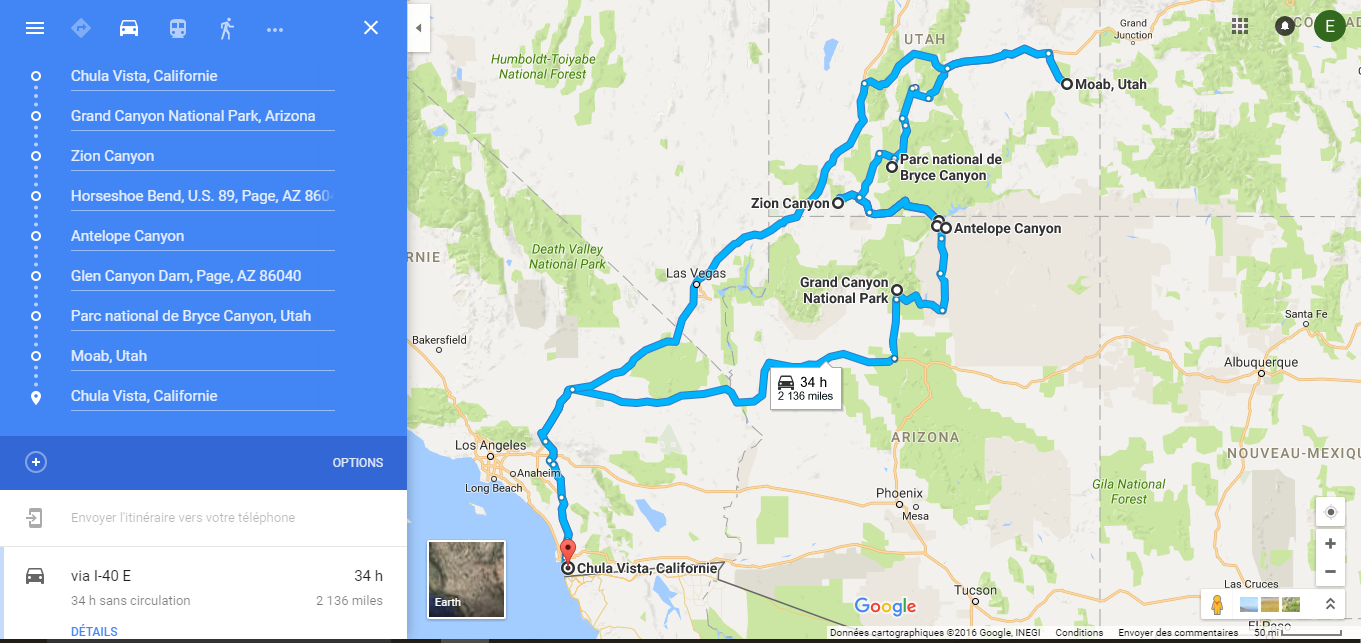 Chula Vista, Californie
Grand Canyon National Park, Arizona
Zion Canyon
Horseshoe Bend, U.S. 89, Page, AZ 8604
Antelope Canyon
Glen Canyon Dam, Page, AZ 86040
Parc national de Bryce Canyon, Utah
Moab, Utah
Chula Vista, Californie
OPTIONS
Envoyer l'itinéraire vers votre téléphone
via I-40 E
34 h
34 h sans circulation
2 136 miles
DÉTAILS
E
Grand
Junction
UTAH
Humboldt-Toiyabe
National Forest
Moab, Utah
Parc national de
Bryce Canyon
Zion Canyon
Antelope Canyon
Death Valley
National Park
RNIE
Las Vegas
Grand Canyon
National Park
Santa Fe
Bakersfield
Albuquerque
34 h
2 136 miles
ARIZONA
Los Angeles
Anaheim
Long Beach
NOUVEAU-MEXIQU
Gila National
Forest
Phoenix
Mesa
Chula Vista, Californie
Las Cruces
Tucson
Earth
Google
El Paso
Données cartographiques ©2016 Google, INEGI
Conditions
Envoyer des commentaires
50 mi